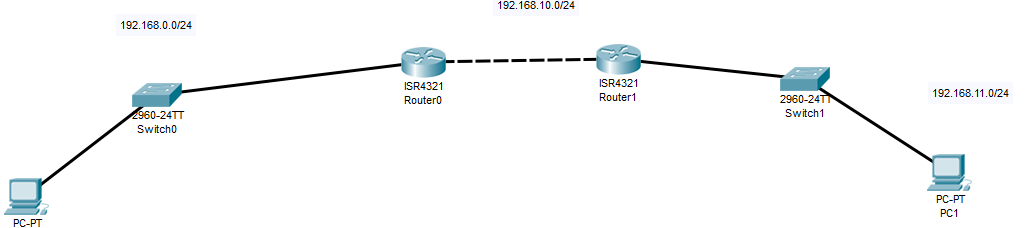 192.168.10.0/24
192.168.0.0/24
ISR4321
Router0
ISR4321
Router1
2960-24TT
Switch0
2960-24TT
Switch1
192.168.11.0/24
PC-PT
PC-PT
PC1